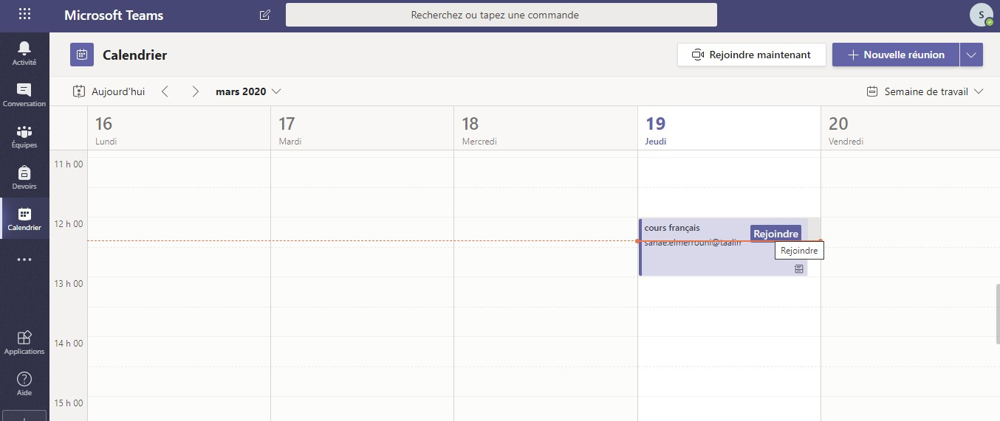 Microsoft Teams
Recherchez ou tapez une commande
S
Activité
Conversation
Équipes
Devoirs
Calendrier
Applications
Aide
Calendrier
Rejoindre maintenant
Nouvelle réunion
Aujourd'hui
mars 2020
Semaine de travail
16
Lundi
17
Mardi
18
Mercredi
19
Jeudi
20
Vendredi
11 h 00
12 h 00
cours français
Rejoindre
sanae.elmerrouni@taalim
Rejoindre
13 h 00
14 h 00
15 h 00